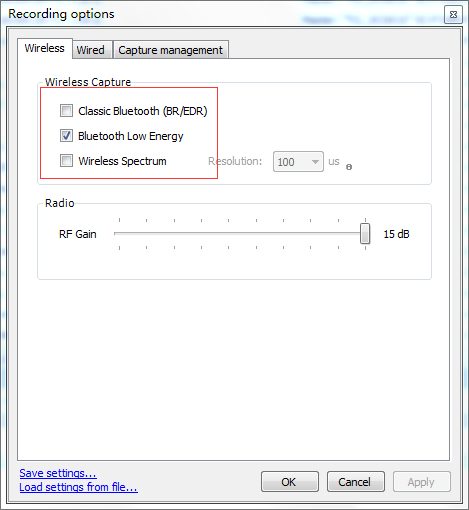 Recording options
Wireless
Wired
Capture management
Wireless Capture
Classic Bluetooth (BR/EDR)
Bluetooth Low Energy
Wireless Spectrum Resolution: 100 us
Radio
RF Gain 15 dB
Save settings...
Load settings from file...
OK Cancel Apply